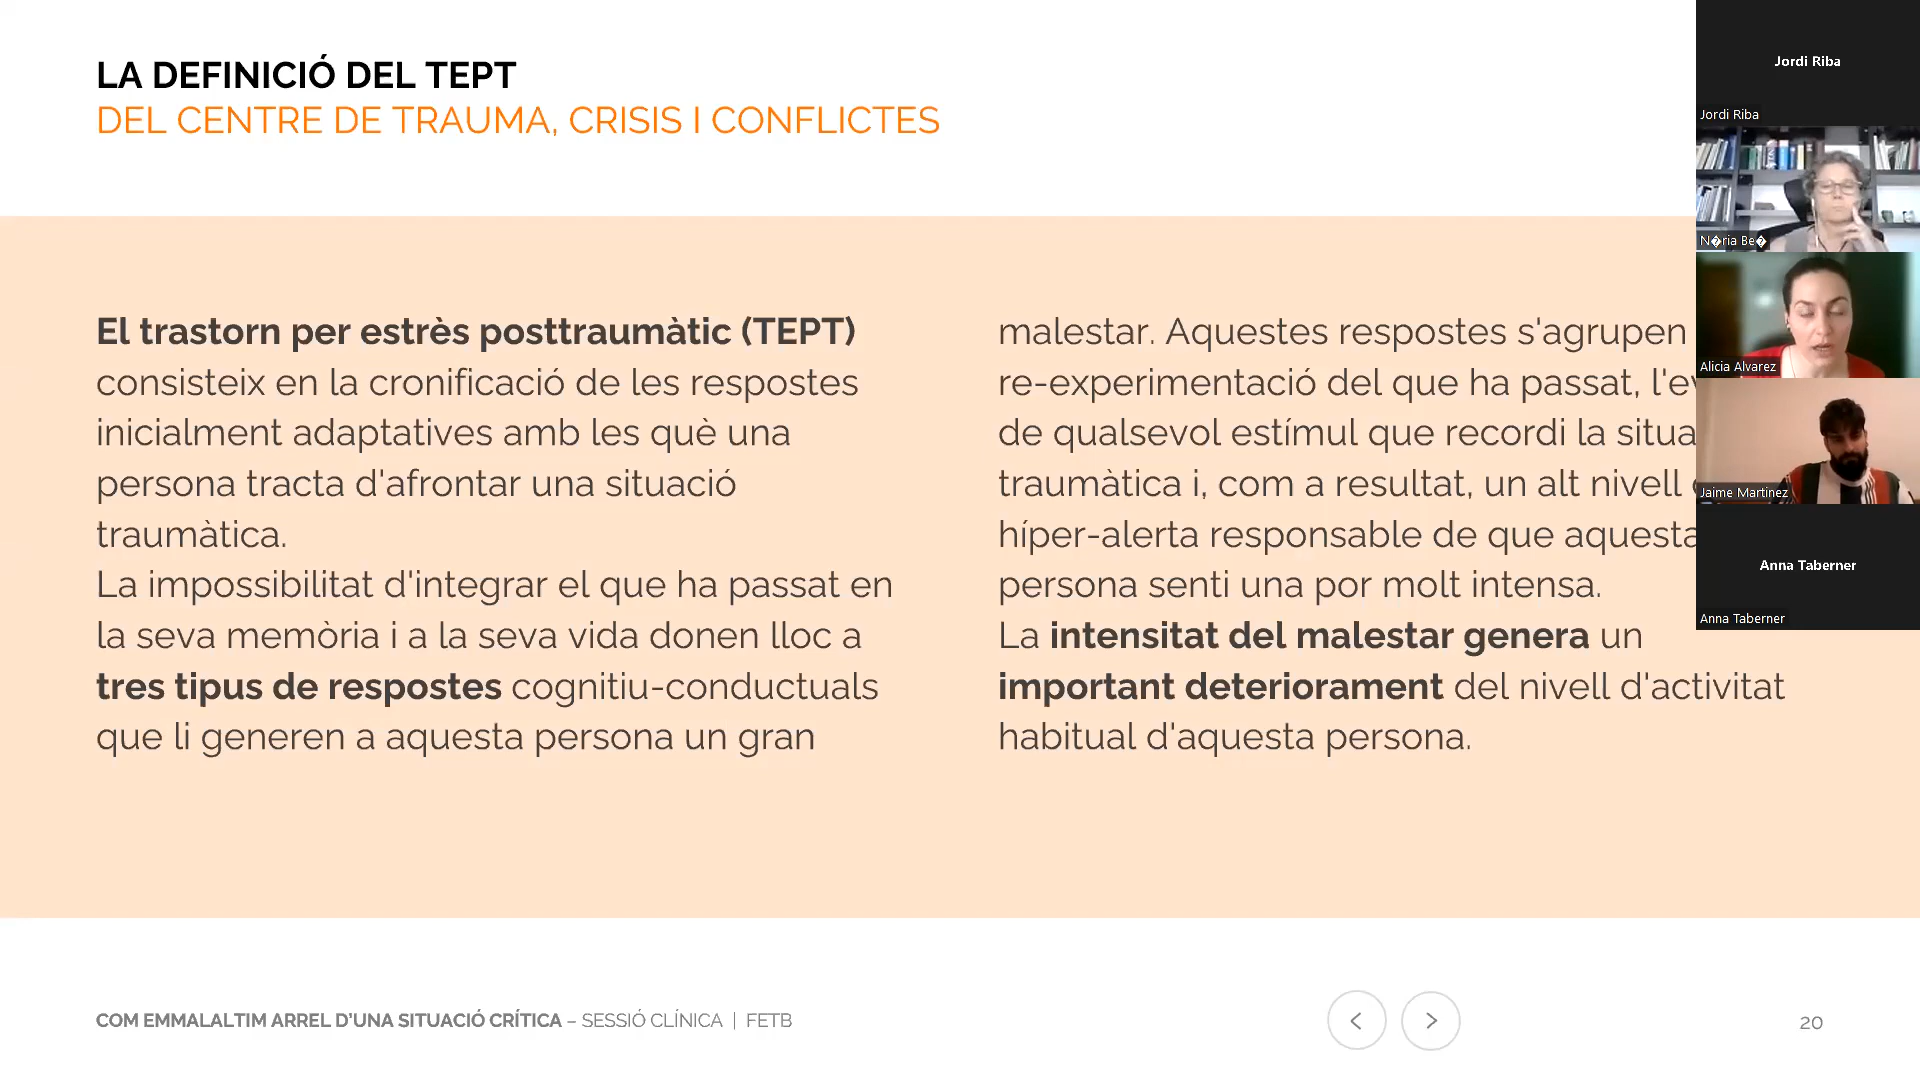 LA DEFINICIÓ DEL TEPT
DEL CENTRE DE TRAUMA, CRISIS I CONFLICTES
El trastorn per estrès posttraumàtic (TEPT)
consisteix en la cronificació de les respostes
inicialment adaptatives amb les què una
persona tracta d'afrontar una situació
traumàtica.
La impossibilitat d'integrar el que ha passat en
la seva memòria i a la seva vida donen lloc a
tres tipus de respostes cognitiu-conductuals
que li generen a aquesta persona un gran
malestar. Aquestes respostes s'agrupen
re-experimentació del que ha passat,
de qualsevol estímul que recordi la
traumàtica i, com a resultat, un alt nivell
híper-alerta responsable de que aquesta
persona senti una por molt intensa.
La intensitat del malestar genera un
important deteriorament del nivell d'activitat
habitual d'aquesta persona.
Jordi Riba
Jordi Riba
N�ria Be�
Alicia Alvarez
Jaime Martinez
Anna Taberner
Anna Taberner
COM EMMALALTIM ARREL D'UNA SITUACIÓ CRÍTICA – SESSIÓ CLÍNICA | FETB
20